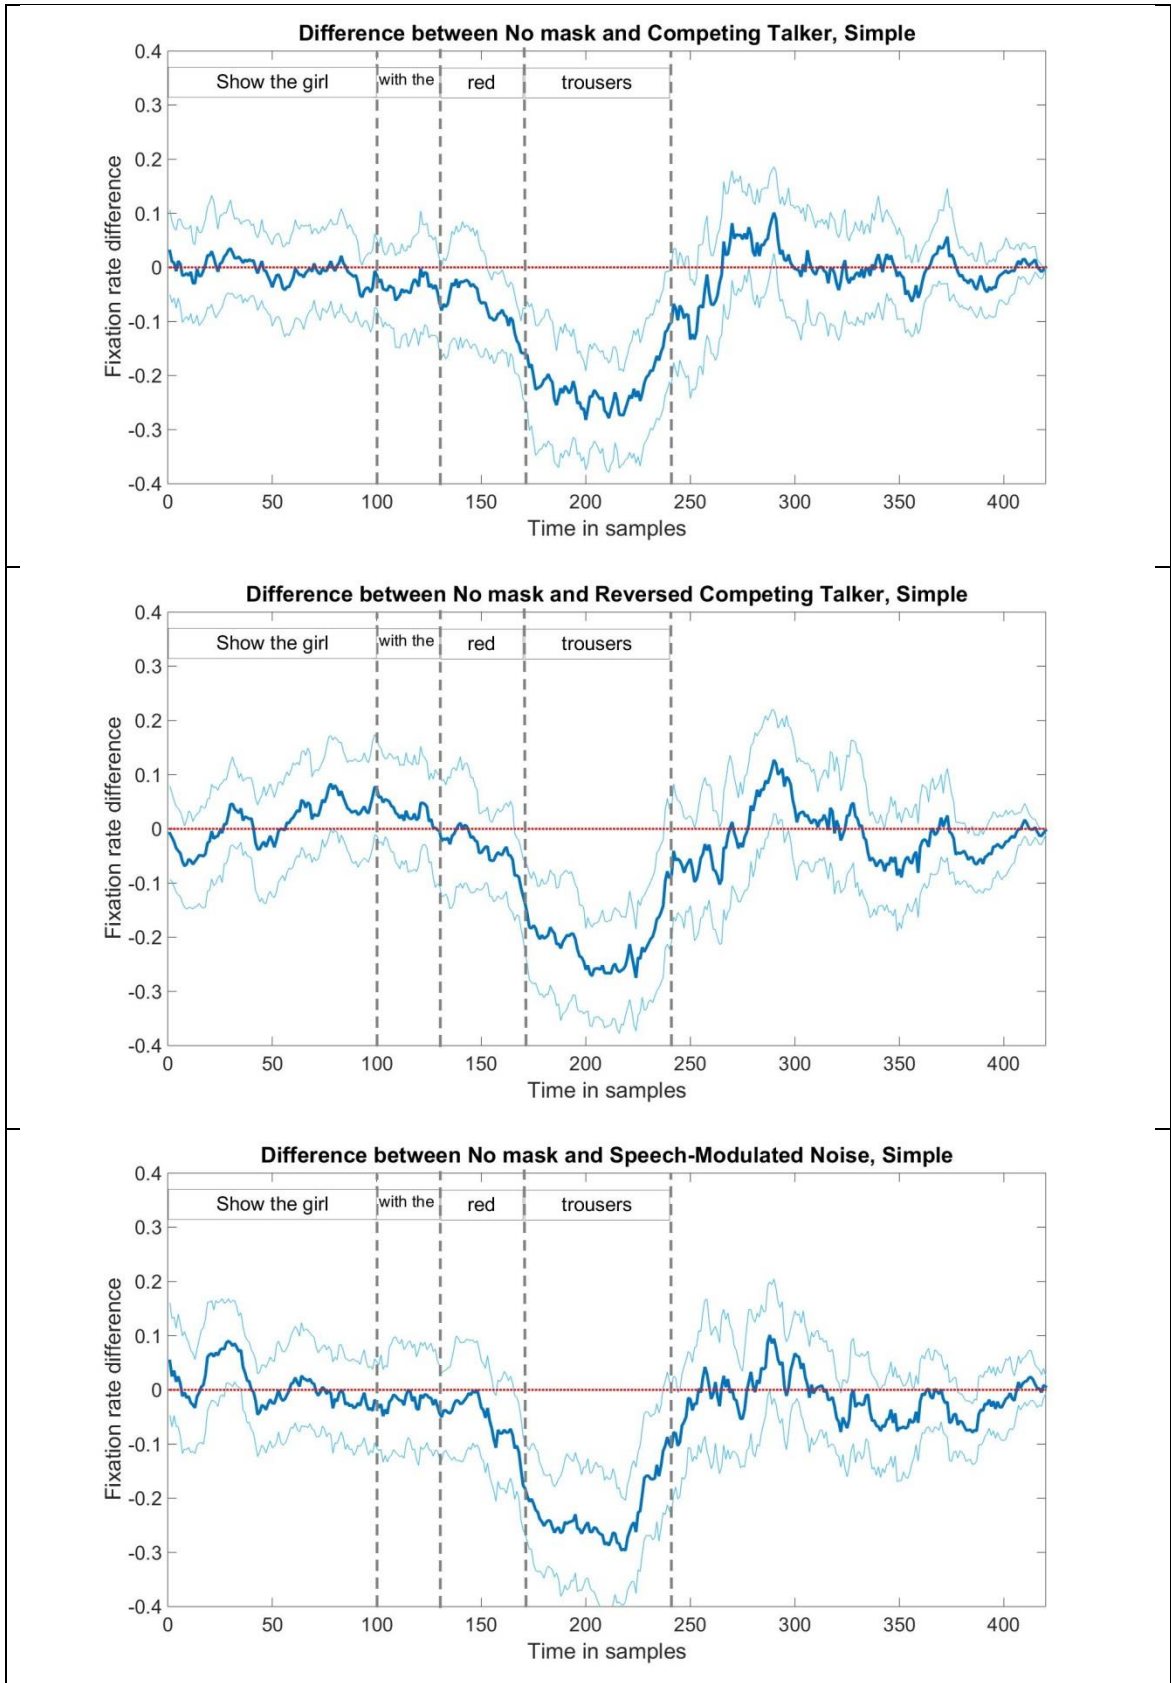 Difference between No mask and Competing Talker, Simple
0.4
Show the girl with the red trousers
0.3
0.2
0.1
0
-0.1
-0.2
-0.3
-0.4
Fixation rate difference
0 50 100 150 200 250 300 350 400
Time in samples
Difference between No mask and Reversed Competing Talker, Simple
0.4
Show the girl with the red trousers
0.3
0.2
0.1
0
-0.1
-0.2
-0.3
-0.4
Fixation rate difference
0 50 100 150 200 250 300 350 400
Time in samples
Difference between No mask and Speech-Modulated Noise, Simple
0.4
Show the girl with the red trousers
0.3
0.2
0.1
0
-0.1
-0.2
-0.3
-0.4
Fixation rate difference
0 50 100 150 200 250 300 350 400
Time in samples